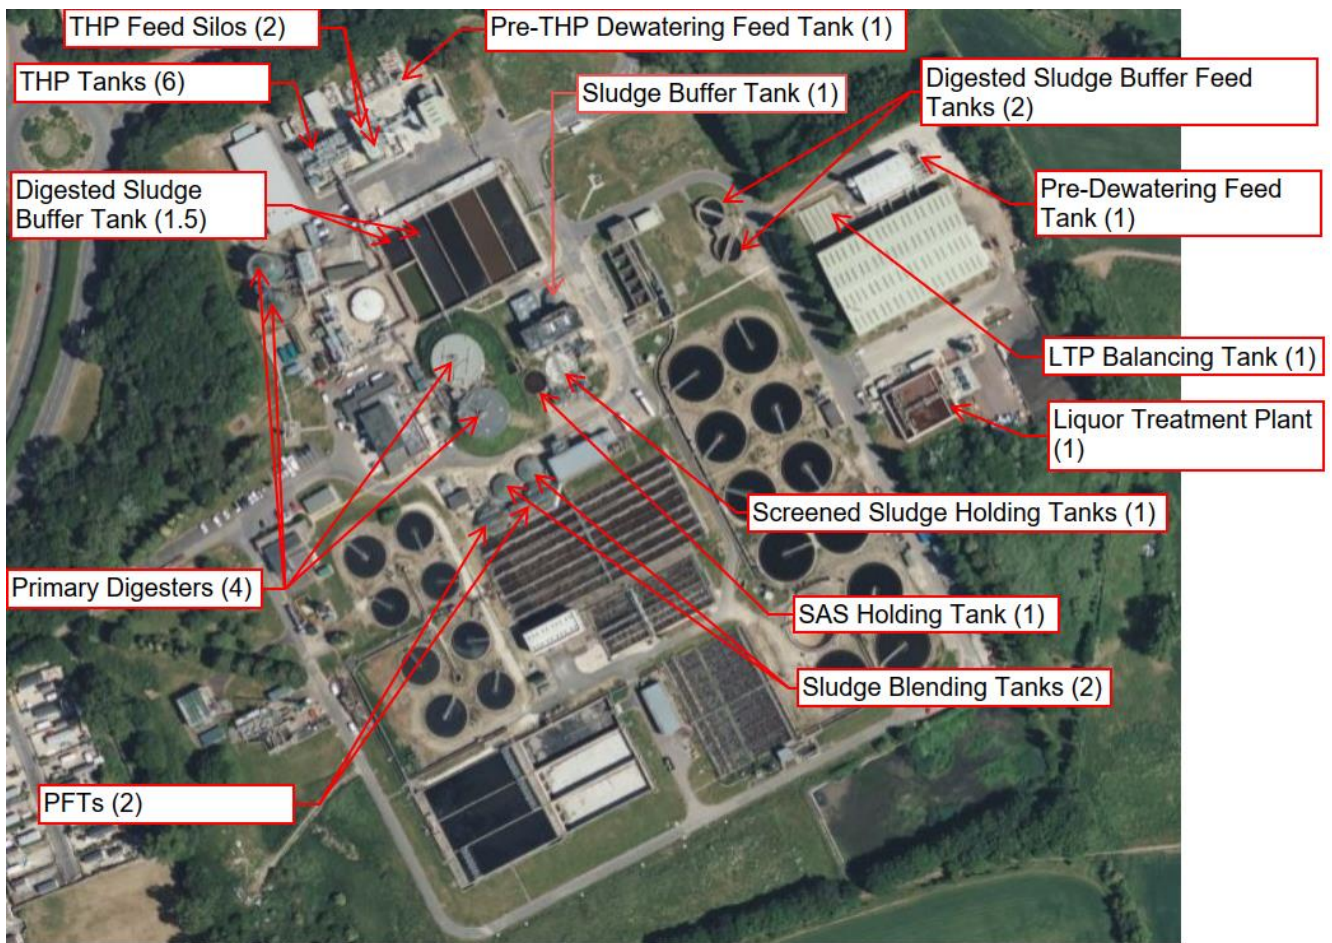 THP Feed Silos (2)
Pre-THP Dewatering Feed Tank (1)
THP Tanks (6)
Sludge Buffer Tank (1)
Digested Sludge Buffer Feed
Tanks (2)
Digested Sludge
Buffer Tank (1.5)
Pre-Dewatering Feed
Tank (1)
LTP Balancing Tank (1)
Liquor Treatment Plant
(1)
Screened Sludge Holding Tanks (1)
Primary Digesters (4)
SAS Holding Tank (1)
Sludge Blending Tanks (2)
PFTs (2)